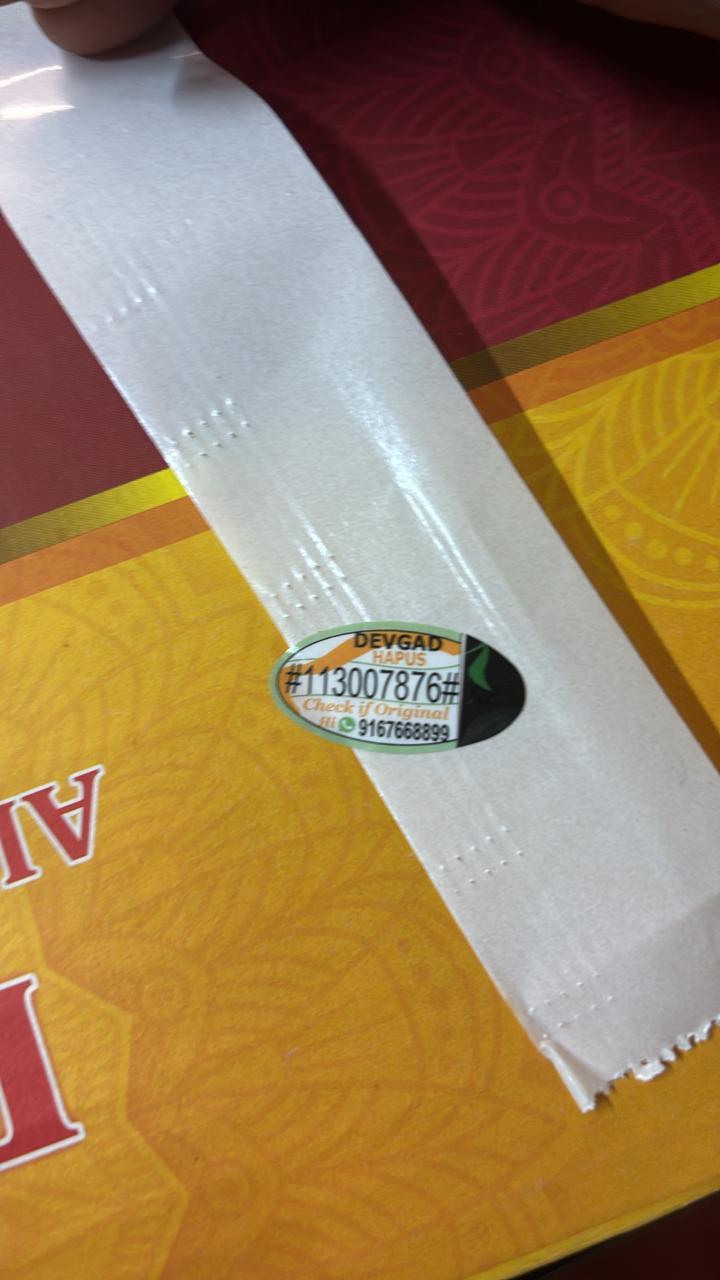 DEVGAD
HAPUS
#113007876#
Check if Original
Hi 9167668899